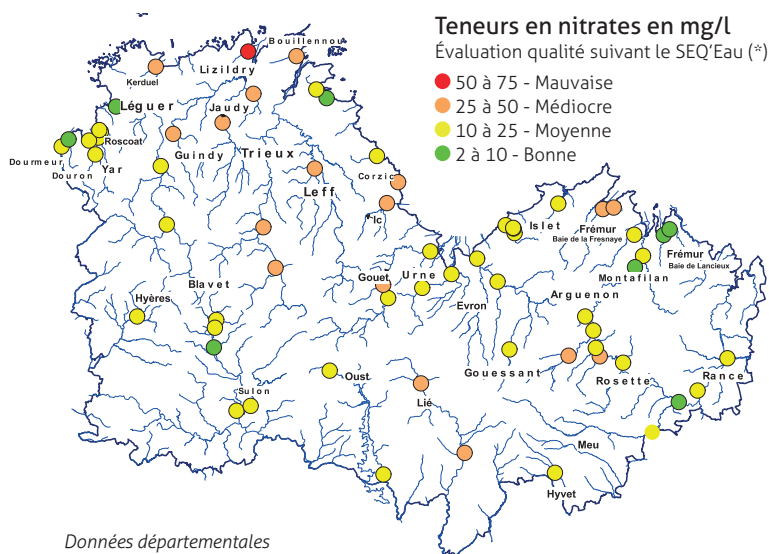 Teneurs en nitrates en mg/l
Évaluation qualité suivant le SEQ'Eau (*)
50 à 75 - Mauvaise
25 à 50 - Médiocre
10 à 25 - Moyenne
2 à 10 - Bonne
Bouillennou
Lizildry
Kerduel
Léguer
Jaudy
Roscoat
Dourmeur
Douron
Yar
Guindy
Trieux
Corzic
Leff
Ic
Islet
Frémur
Baie de la Fresnaye
Frémur
Baie de Lancieux
Montafilan
Gouet
Urne
Blavet
Hyères
Evron
Arguenon
Gouessant
Rosette
Rance
Oust
Sulon
Lié
Meu
Hyvet
Données départementales